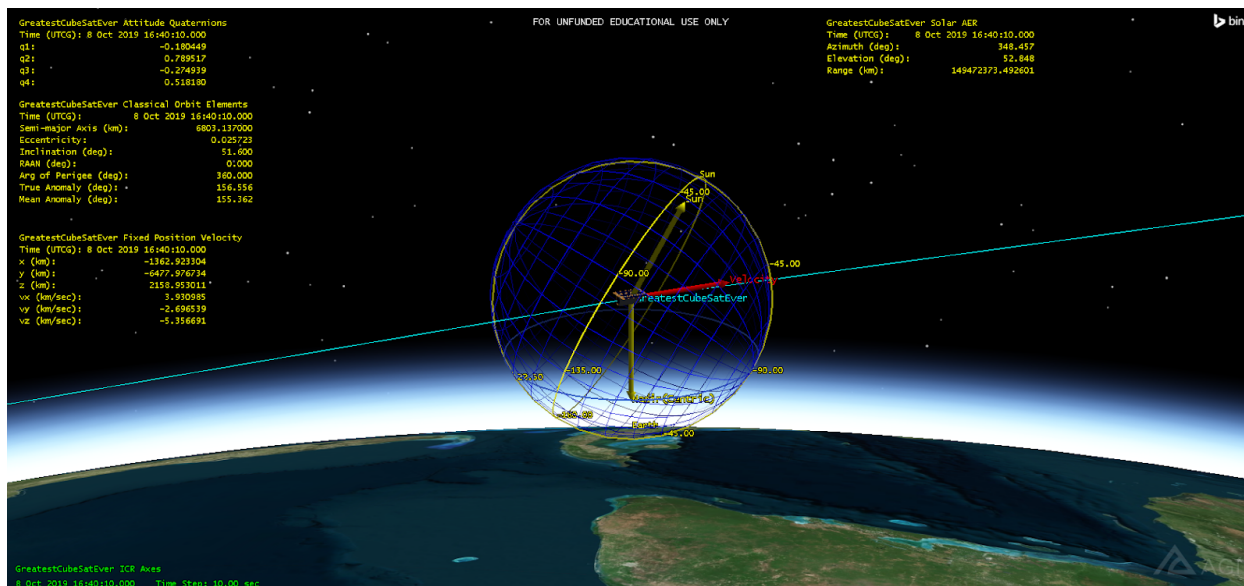 GreatestCubeSatEver Attitude Quaternions
Time (UTCG): 8 Oct 2019 16:40:10.000
q1: -0.180449
q2: 0.789517
q3: -0.274939
q4: 0.518180
GreatestCubeSatEver Classical Orbit Elements
Time (UTCG): 8 Oct 2019 16:40:10.000
Semi-major Axis (km): 6803.137000
Eccentricity: 0.025723
Inclination (deg): 51.600
RAAN (deg): 0.000
Arg of Perigee (deg): 360.000
True Anomaly (deg): 156.556
Mean Anomaly (deg): 155.362
GreatestCubeSatEver Fixed Position Velocity
Time (UTCG): 8 Oct 2019 16:40:10.000
x (km): -1362.923304
y (km): -6477.976734
z (km): 2158.953011
vx (km/sec): 3.930985
vy (km/sec): -2.696539
vz (km/sec): -5.356691
FOR UNFUNDED EDUCATIONAL USE ONLY
GreatestCubeSatEver Solar AER
Time (UTCG): 8 Oct 2019 16:40:10.000
Azimuth (deg): 348.457
Elevation (deg): 52.848
Range (km): 149472373.492601
bin
Sun
-45.00
Sun
-45.00
-90.00
Velocity
GreatestCubeSatEver
-135.00
-90.00
-45.00
GreatestCubeSatEver ICR Axes
8 Oct 2019 16:40:10.000 Time Step: 10.00 sec
AGI